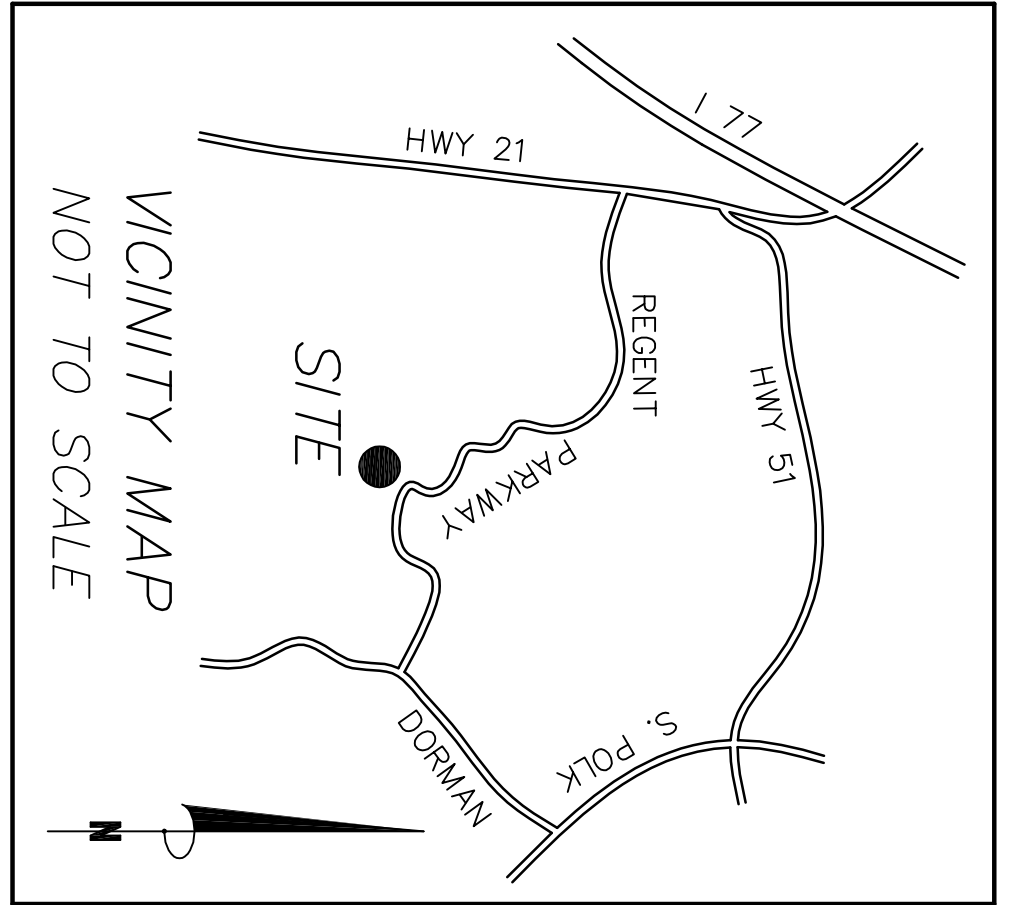 I 77
HWY 21
REGENT
PARKWAY
HWY 51
S. POLK
DORMAN
SITE
VICINITY MAP
NOT TO SCALE
N